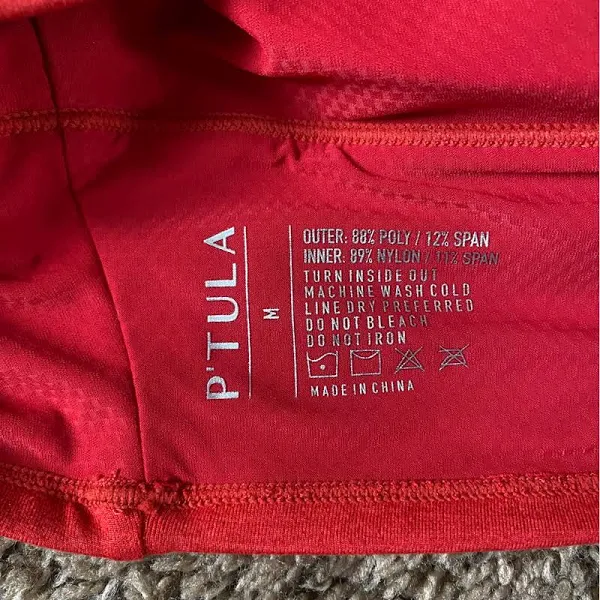 P'TULA
M
OUTER: 88% POLY / 12% SPAN
INNER: 89% NYLON / 11% SPAN
TURN INSIDE OUT
MACHINE WASH COLD
LINE DRY PREFERRED
DO NOT BLEACH
DO NOT IRON
MADE IN CHINA